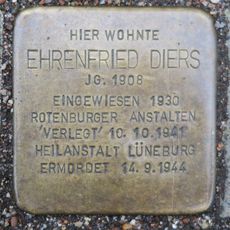 HIER WOHNTE
EHRENFRIED DIERS
JG. 1908
EINGEWIESEN 1930
ROTENBURGER ANSTALTEN
'VERLEGT' 10.10.1941
HEILANSTALT LÜNEBURG
ERMORDET 14.9.1944